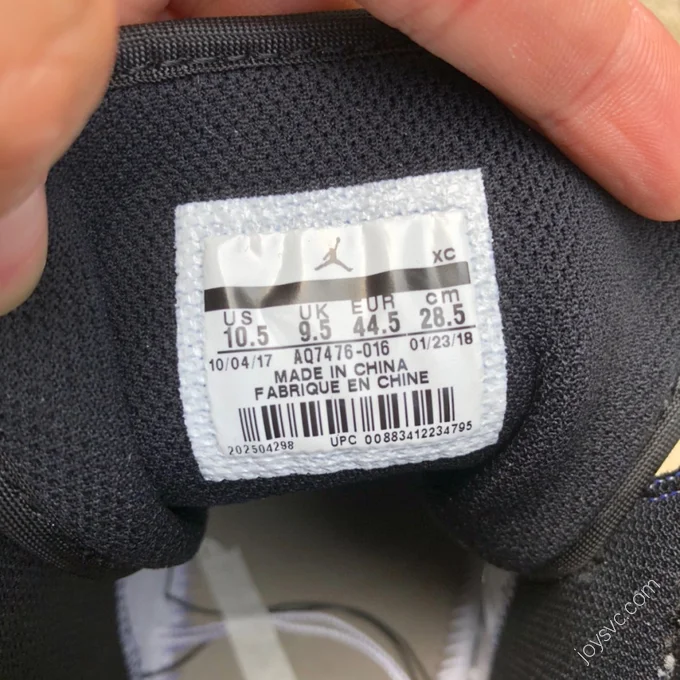 XC
US UK EUR cm
10.5 9.5 44.5 28.5
10/04/17 AQ7476-016 01/23/18
MADE IN CHINA
FABRIQUE EN CHINE
202504298 UPC 00883412234795
joysvc.com